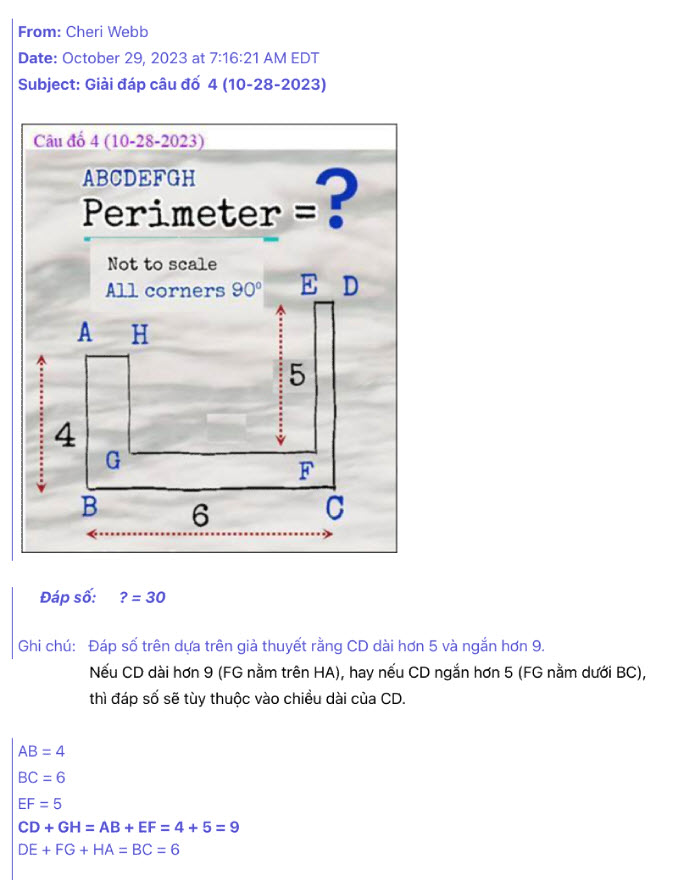 From: Cheri Webb
Date: October 29, 2023 at 7:16:21 AM EDT
Subject: Giải đáp câu đố 4 (10-28-2023)
Câu đố 4 (10-28-2023)
ABCDEFGH
Perimeter = ?
Not to scale
All corners 90º
E D
A H
5
4
G
F
B
6
C
Đáp số: ? = 30
Ghi chú: Đáp số trên dựa trên giả thuyết rằng CD dài hơn 5 và ngắn hơn 9.
Nếu CD dài hơn 9 (FG nằm trên HA), hay nếu CD ngắn hơn 5 (FG nằm dưới BC),
thì đáp số sẽ tùy thuộc vào chiều dài của CD.
AB = 4
BC = 6
EF = 5
CD + GH = AB + EF = 4 + 5 = 9
DE + FG + HA = BC = 6